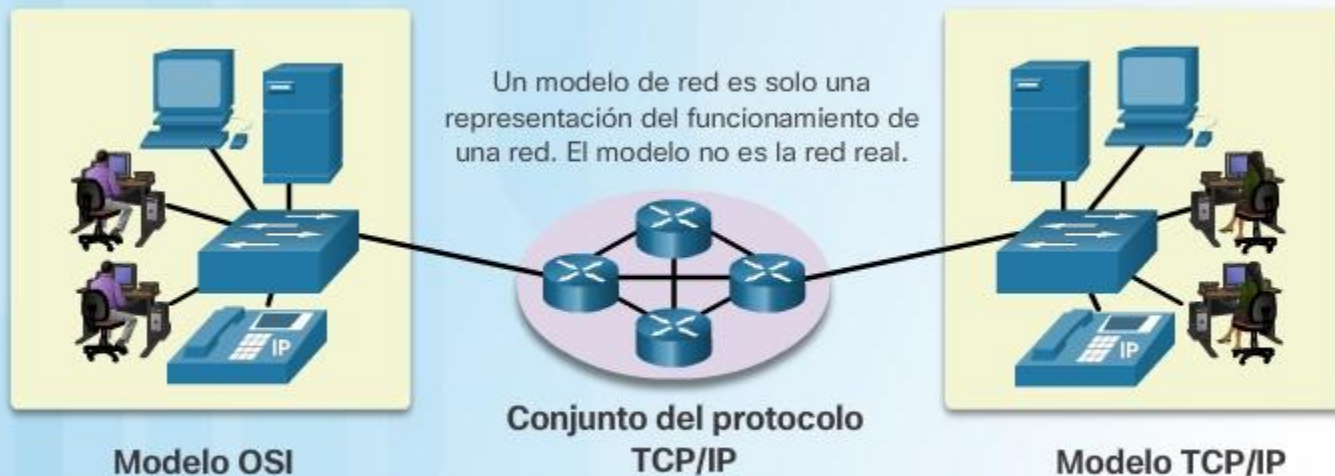 Un modelo de red es solo una
representación del funcionamiento de
una red. El modelo no es la red real.
IP
IP
Modelo OSI
Conjunto del protocolo
TCP/IP
Modelo TCP/IP